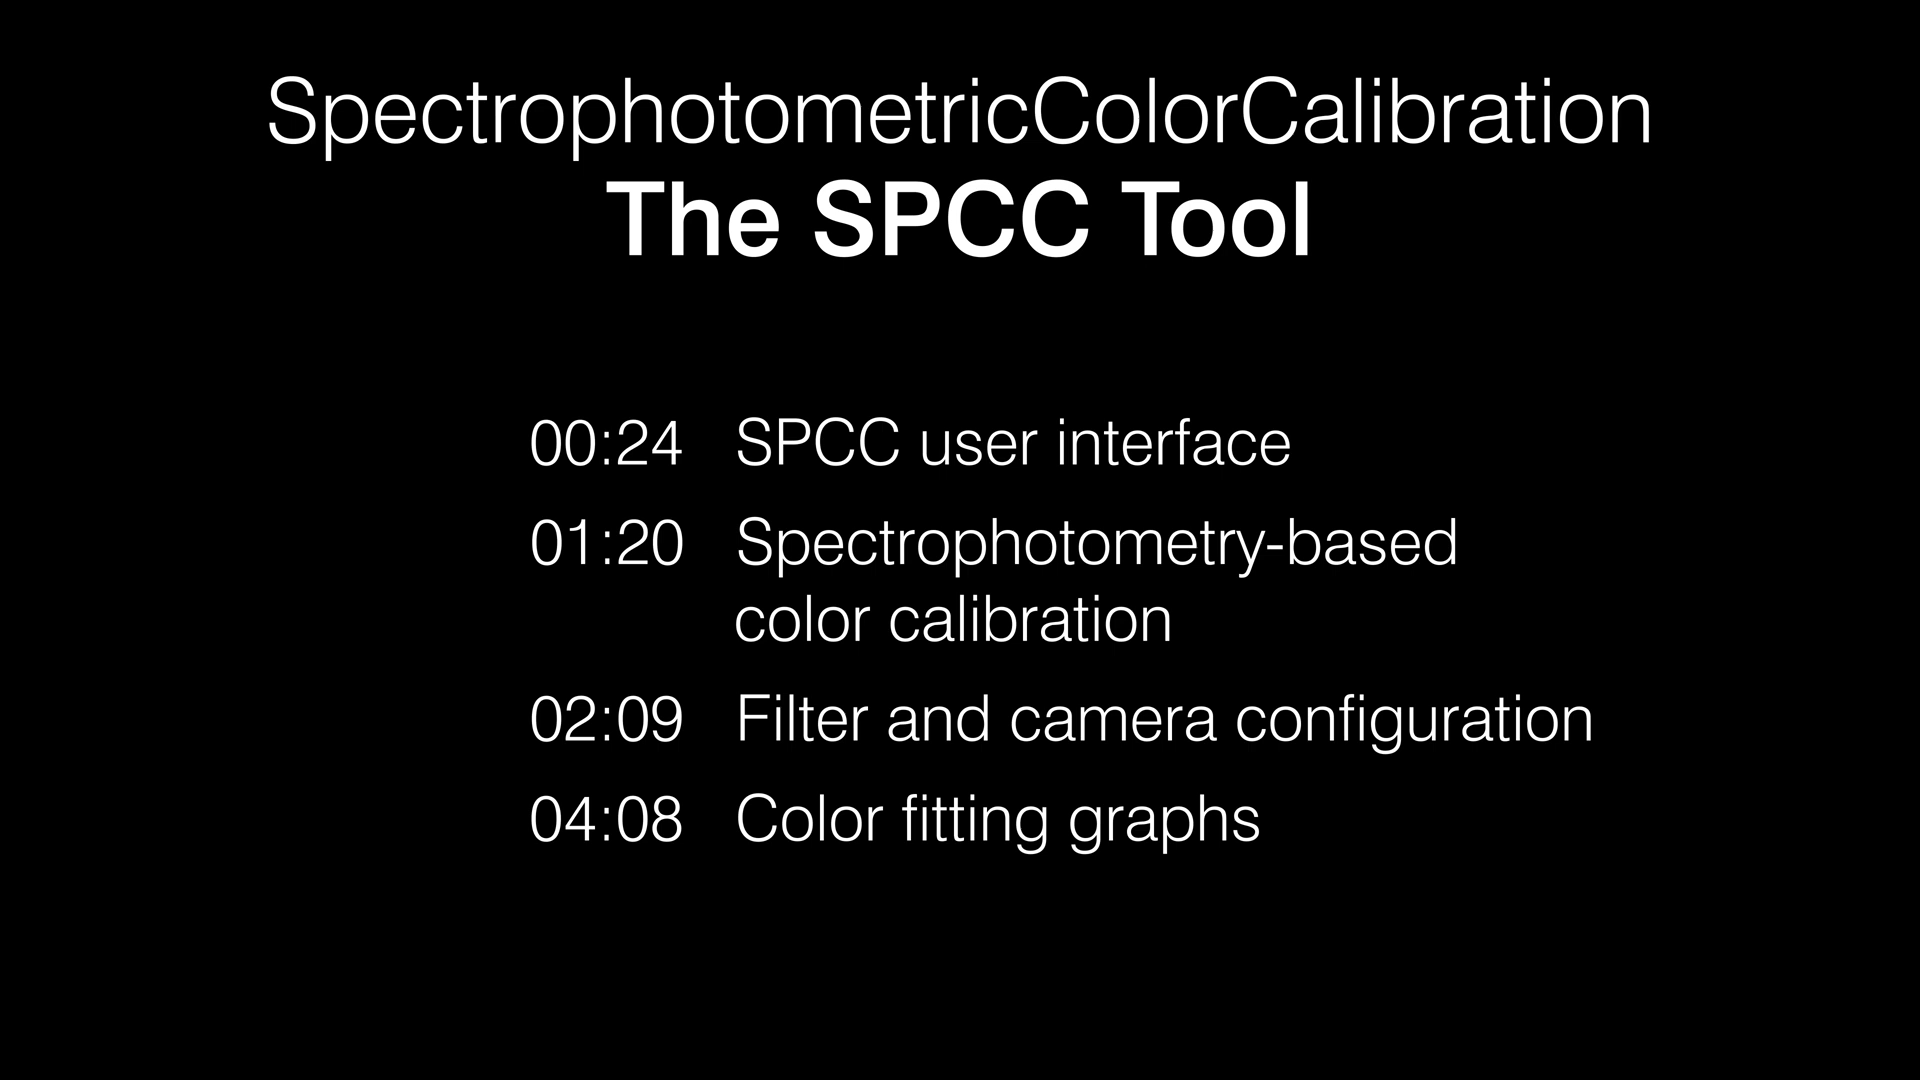 SpectrophotometricColorCalibration
The SPCC Tool
00:24 SPCC user interface
01:20 Spectrophotometry-based
color calibration
02:09 Filter and camera configuration
04:08 Color fitting graphs